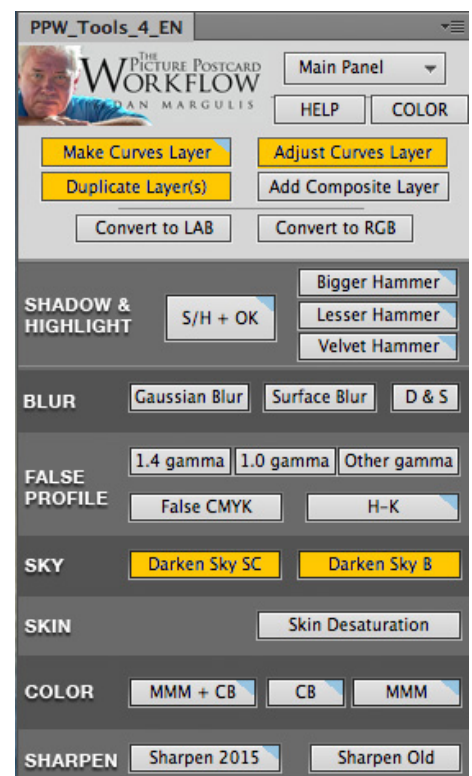 PPW_Tools_4_EN
THE
PICTURE POSTCARD
WORKFLOW
DAN MARGULIS
Main Panel
HELP COLOR
Make Curves Layer Adjust Curves Layer
Duplicate Layer(s) Add Composite Layer
Convert to LAB Convert to RGB
SHADOW &
HIGHLIGHT
S/H + OK
Bigger Hammer
Lesser Hammer
Velvet Hammer
BLUR Gaussian Blur Surface Blur D & S
FALSE
PROFILE
1.4 gamma 1.0 gamma Other gamma
False CMYK H-K
SKY Darken Sky SC Darken Sky B
SKIN Skin Desaturation
COLOR MMM + CB CB MMM
SHARPEN Sharpen 2015 Sharpen Old